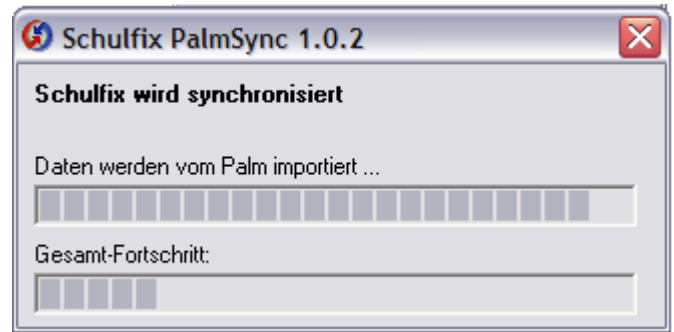 Schulfix PalmSync 1.0.2
Schulfix wird synchronisiert
Daten werden vom Palm importiert ...
Gesamt-Fortschritt: